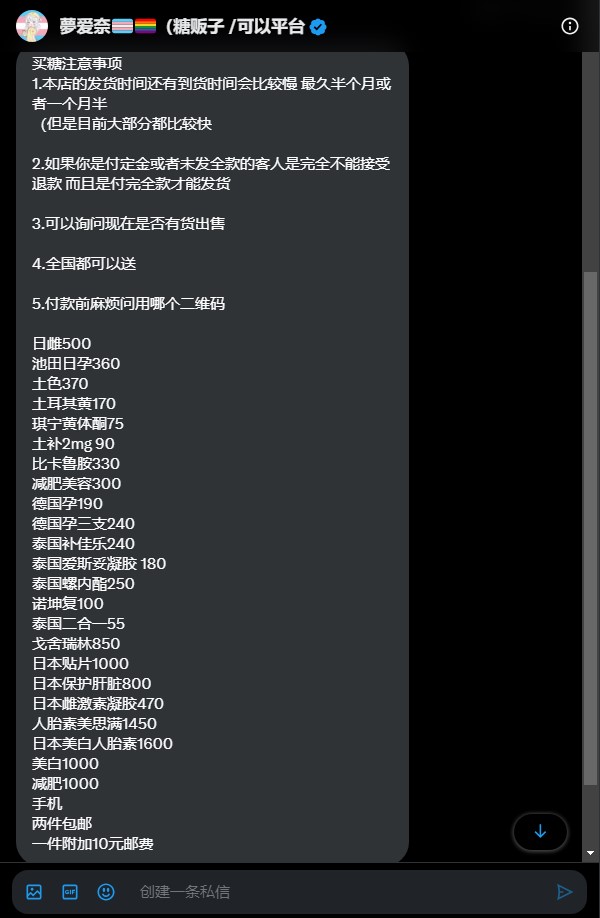 夢爱奈🏳️‍⚧️🏳️‍🌈（糖贩子 /可以平台
买糖注意事项
1.本店的发货时间还有到货时间会比较慢 最久半个月或
者一个月半
（但是目前大部分都比较快
2.如果你是付定金或者未发全款的客人是完全不能接受
退款 而且是付完全款才能发货
3.可以询问现在是否有货出售
4.全国都可以送
5.付款前麻烦问用哪个二维码
日雌500
池田日孕360
土色370
土耳其黄170
琪宁黄体酮75
土补2mg 90
比卡鲁胺330
减肥美容300
德国孕190
德国孕三支240
泰国补佳乐240
泰国爱斯妥凝胶 180
泰国螺内酯250
诺坤复100
泰国二合一55
戈舍瑞林850
日本贴片1000
日本保护肝脏800
日本雌激素凝胶470
人胎素美思满1450
日本美白人胎素1600
美白1000
减肥1000
手机
两件包邮
一件附加10元邮费
GIF
创建一条私信